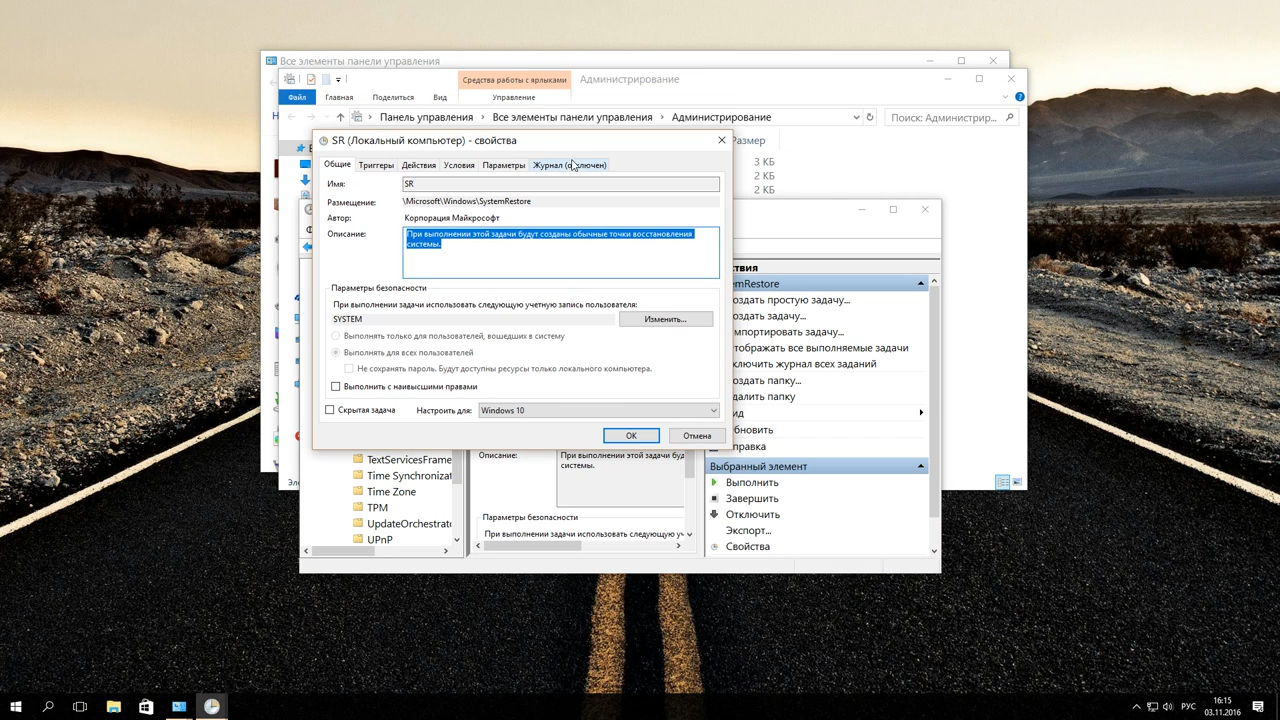 Все элементы панели управления
Средства работы с ярлыками
Администрирование
Файл
Главная
Поделиться
Вид
Управление
Панель управления
Все элементы панели управления
Администрирование
Поиск: Администрир...
Размер
3 КБ
2 КБ
2 КБ
SR (Локальный компьютер) - свойства
Общие
Триггеры
Действия
Условия
Параметры
Журнал (отключен)
Имя:
SR
Размещение:
\Microsoft\Windows\SystemRestore
Автор:
Корпорация Майкрософт
Описание:
При выполнении этой задачи будут созданы обычные точки восстановления
системы.
Параметры безопасности
При выполнении задачи использовать следующую учетную запись пользователя:
SYSTEM
Изменить...
Выполнять только для пользователей, вошедших в систему
Выполнять для всех пользователей
Не сохранять пароль. Будут доступны ресурсы только локального компьютера.
Выполнить с наивысшими правами
Скрытая задача
Настроить для:
Windows 10
OK
Отмена
ствия
emRestore
оздать простую задачу...
оздать задачу...
мпортировать задачу...
тображать все выполняемые задачи
ключить журнал всех заданий
оздать папку...
далить папку
ид
бновить
правка
Выбранный элемент
Выполнить
Завершить
Отключить
Экспорт...
Свойства
TextServicesFrame
Time Synchronizat
Time Zone
TPM
UpdateOrchestrato
UPnP
Описание:
При выполнении этой задачи буд
системы.
Параметры безопасности
При выполнении задачи использовать следующую уч
Эле
РУС
16:15
03.11.2016